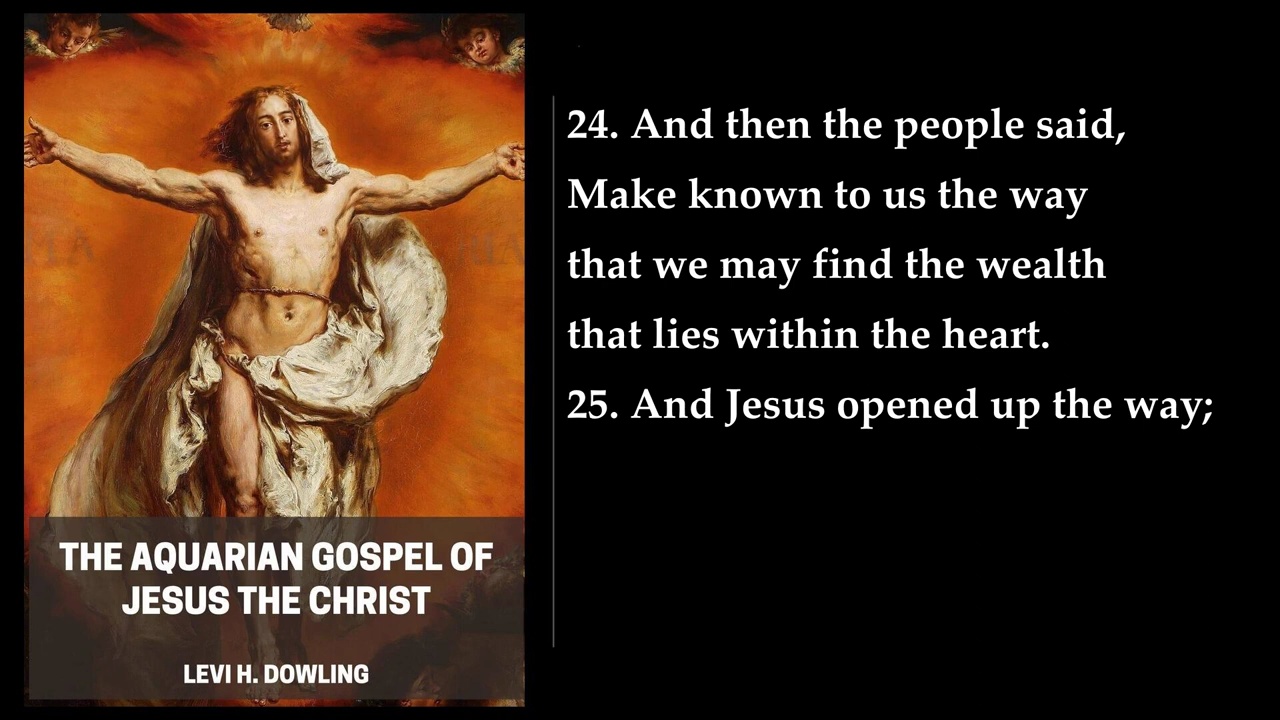 THE AQUARIAN GOSPEL OF
JESUS THE CHRIST
LEVI H. DOWLING
24. And then the people said,
Make known to us the way
that we may find the wealth
that lies within the heart.
25. And Jesus opened up the way;